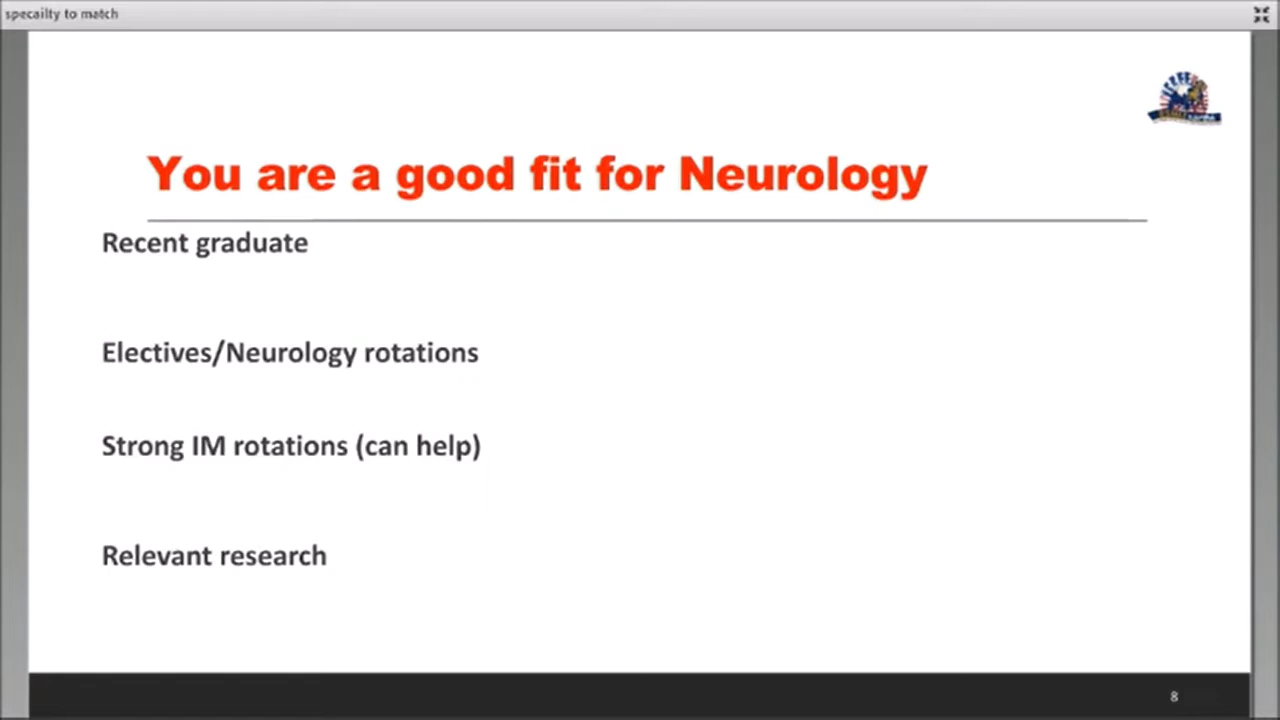 specailty to match
You are a good fit for Neurology
Recent graduate
Electives/Neurology rotations
Strong IM rotations (can help)
Relevant research
8